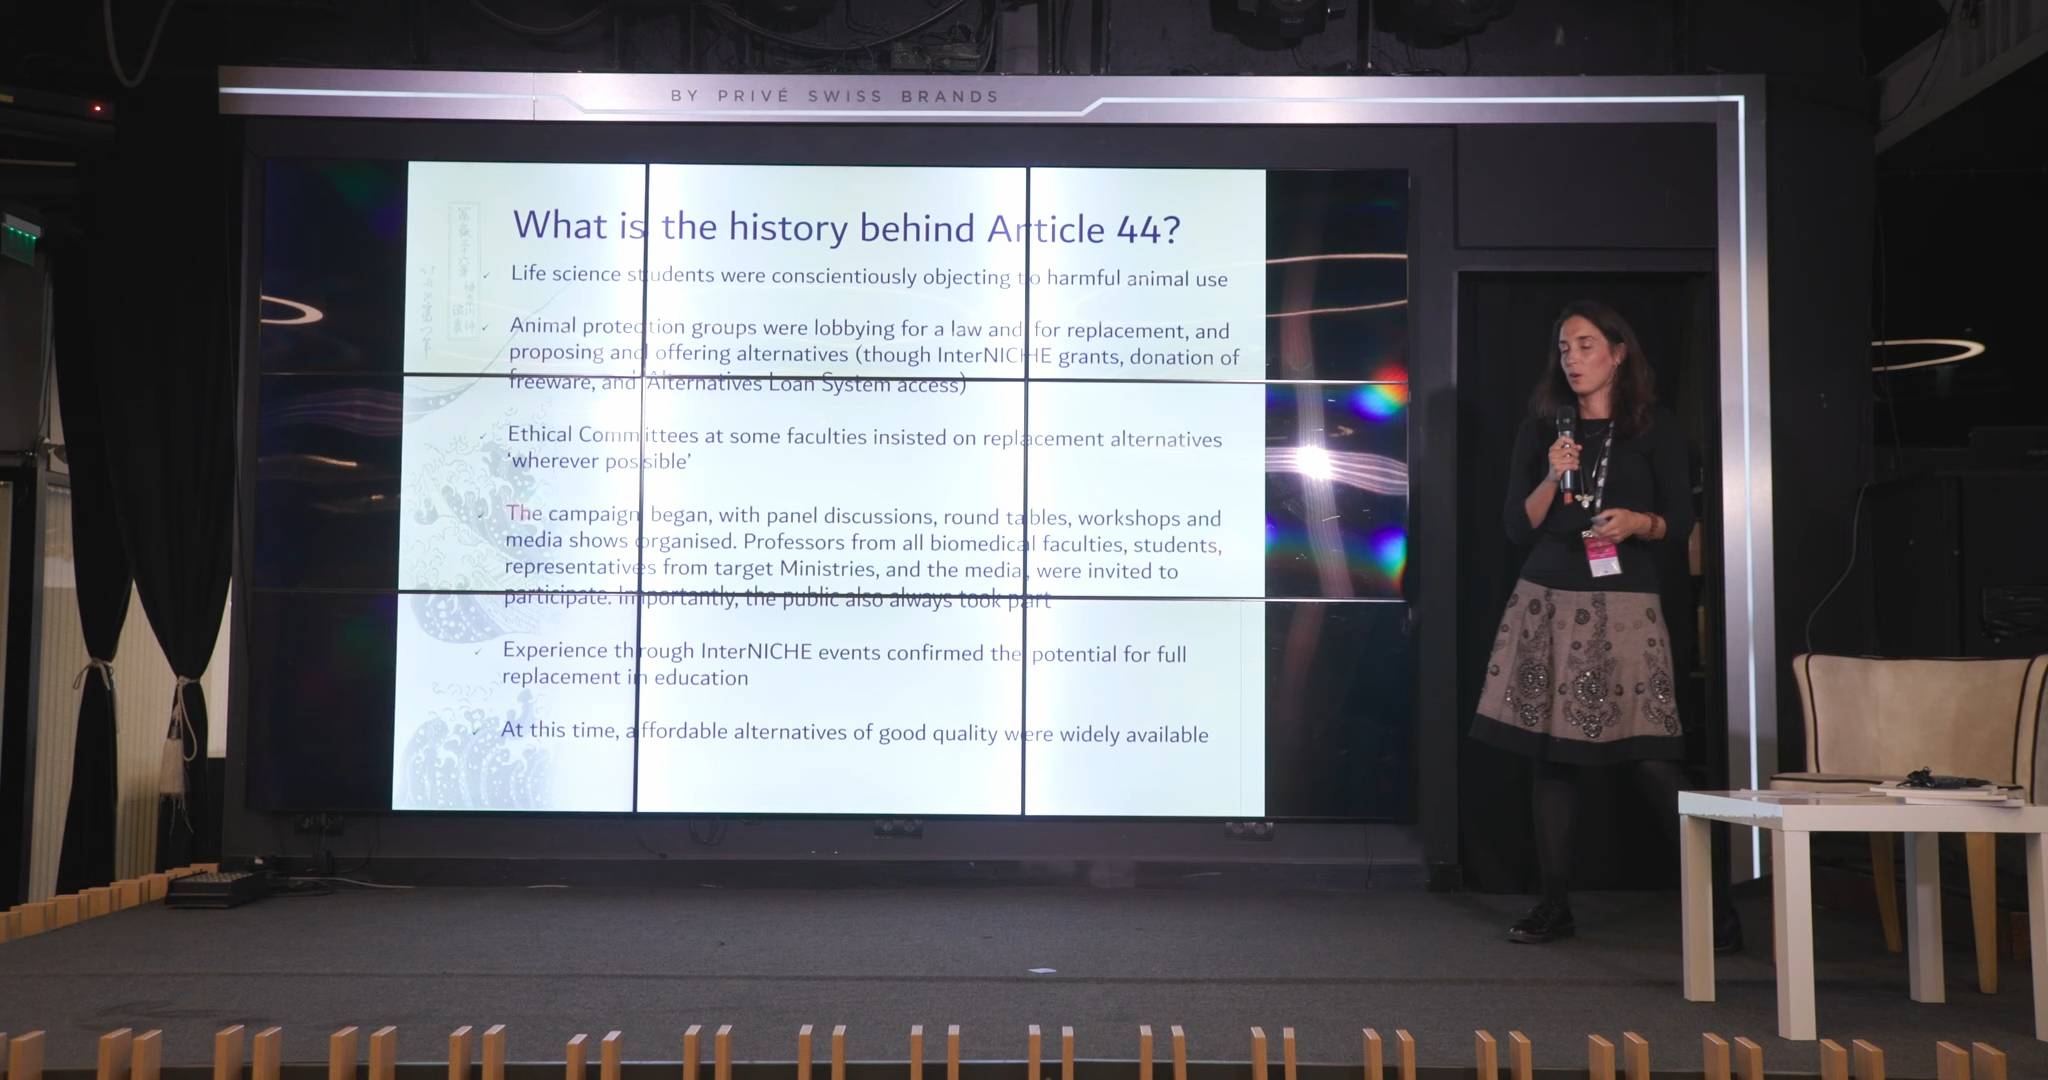 BY PRIVÉ SWISS BRANDS
What is the history behind Article 44?
Life science students were conscientiously objecting to harmful animal use
Animal protection groups were lobbying for a law and for replacement, and
proposing and offering alternatives (though InterNICHE grants, donation of
freeware, and Alternatives Loan System access)
Ethical Committees at some faculties insisted on replacement alternatives
‘wherever possible’
The campaign began, with panel discussions, round tables, workshops and
media shows organised. Professors from all biomedical faculties, students,
representatives from target Ministries, and the media, were invited to
participate. Importantly, the public also always took part
Experience through InterNICHE events confirmed the potential for full
replacement in education
At this time, affordable alternatives of good quality were widely available